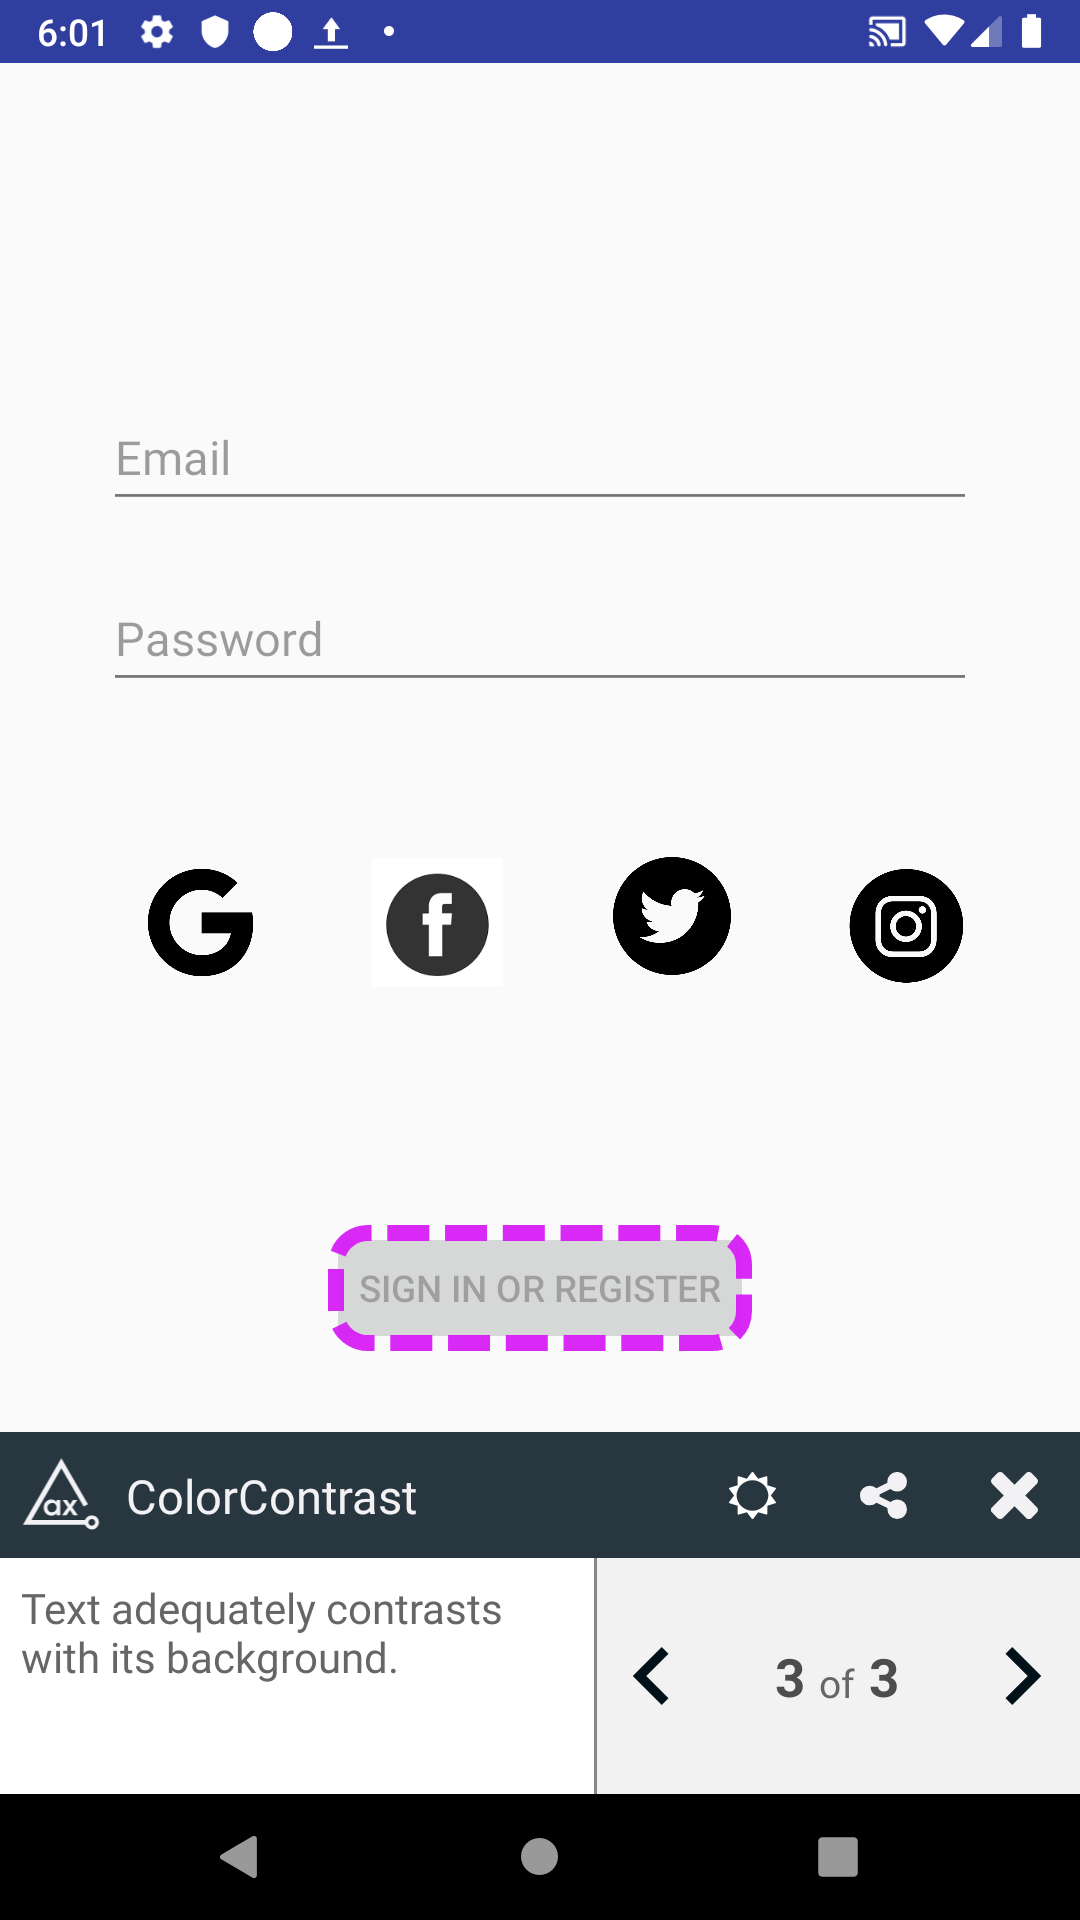 6:01
Email
Password
SIGN IN OR REGISTER
ax ColorContrast
Text adequately contrasts
with its background.
3 of 3